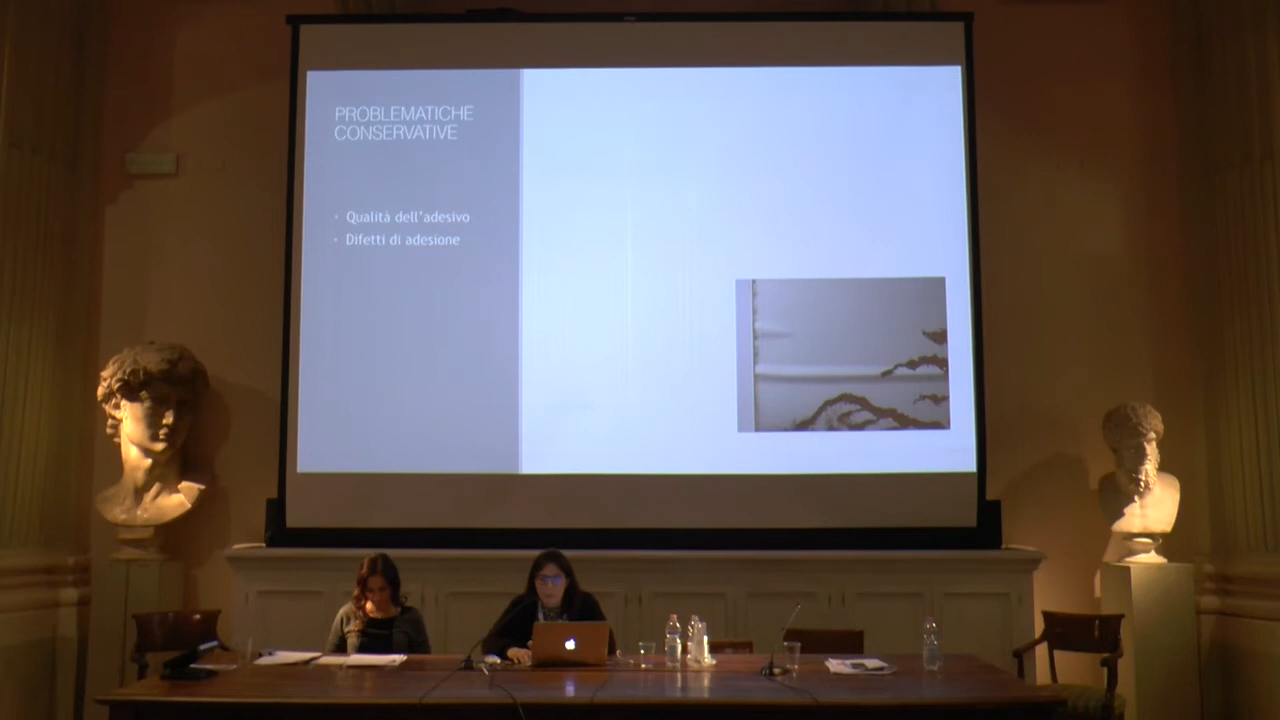 PROBLEMATICHE
CONSERVATIVE
• Qualità dell'adesivo
• Difetti di adesione